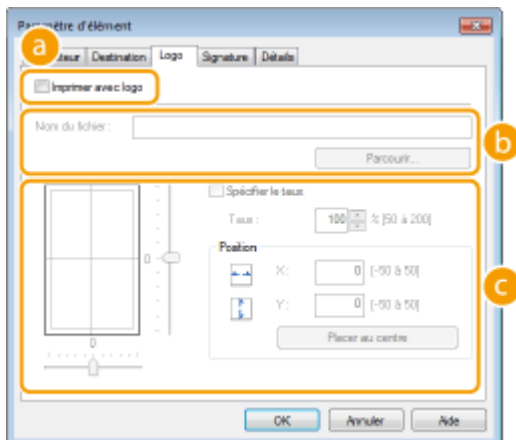 Paramètre d'élément
a
Destination Logo Signature Détails
Imprimer avec logo
Nom du fichier :
b
Parcourir...
Spécifier le taux
Taux : 100 % [50 à 200]
Position
0 X: 0 [-50 à 50]
c
Y: 0 [-50 à 50]
Placer au centre
0
OK Annuler Aide